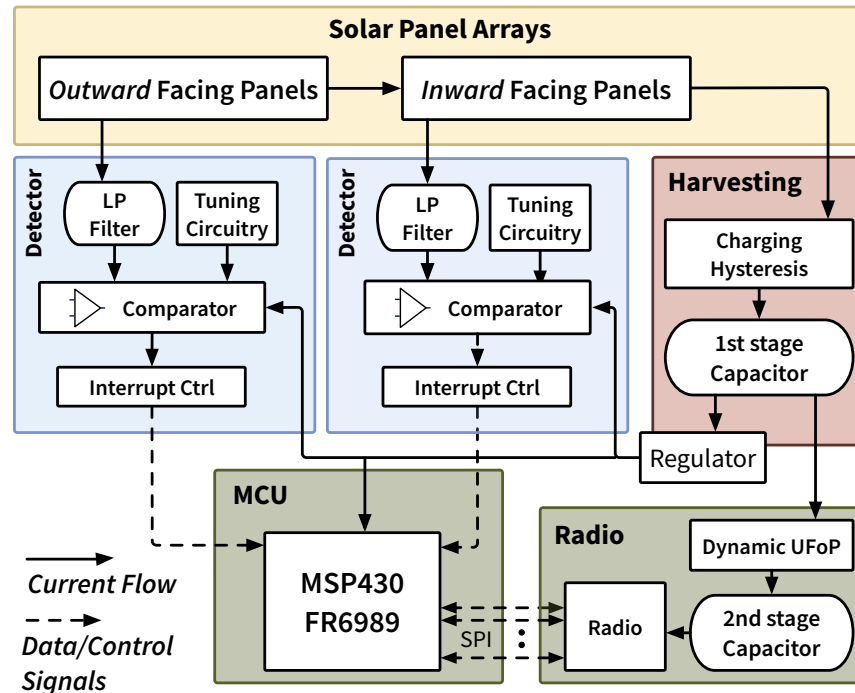 Solar Panel Arrays
Outward Facing Panels
Inward Facing Panels
Detector
LP
Filter
Tuning
Circuitry
Comparator
Interrupt Ctrl
Detector
LP
Filter
Tuning
Circuitry
Comparator
Interrupt Ctrl
Harvesting
Charging
Hysteresis
1st stage
Capacitor
Regulator
MCU
MSP430
FR6989
SPI
Radio
Dynamic UFoP
2nd stage
Capacitor
Radio
Current Flow
Data/Control
Signals